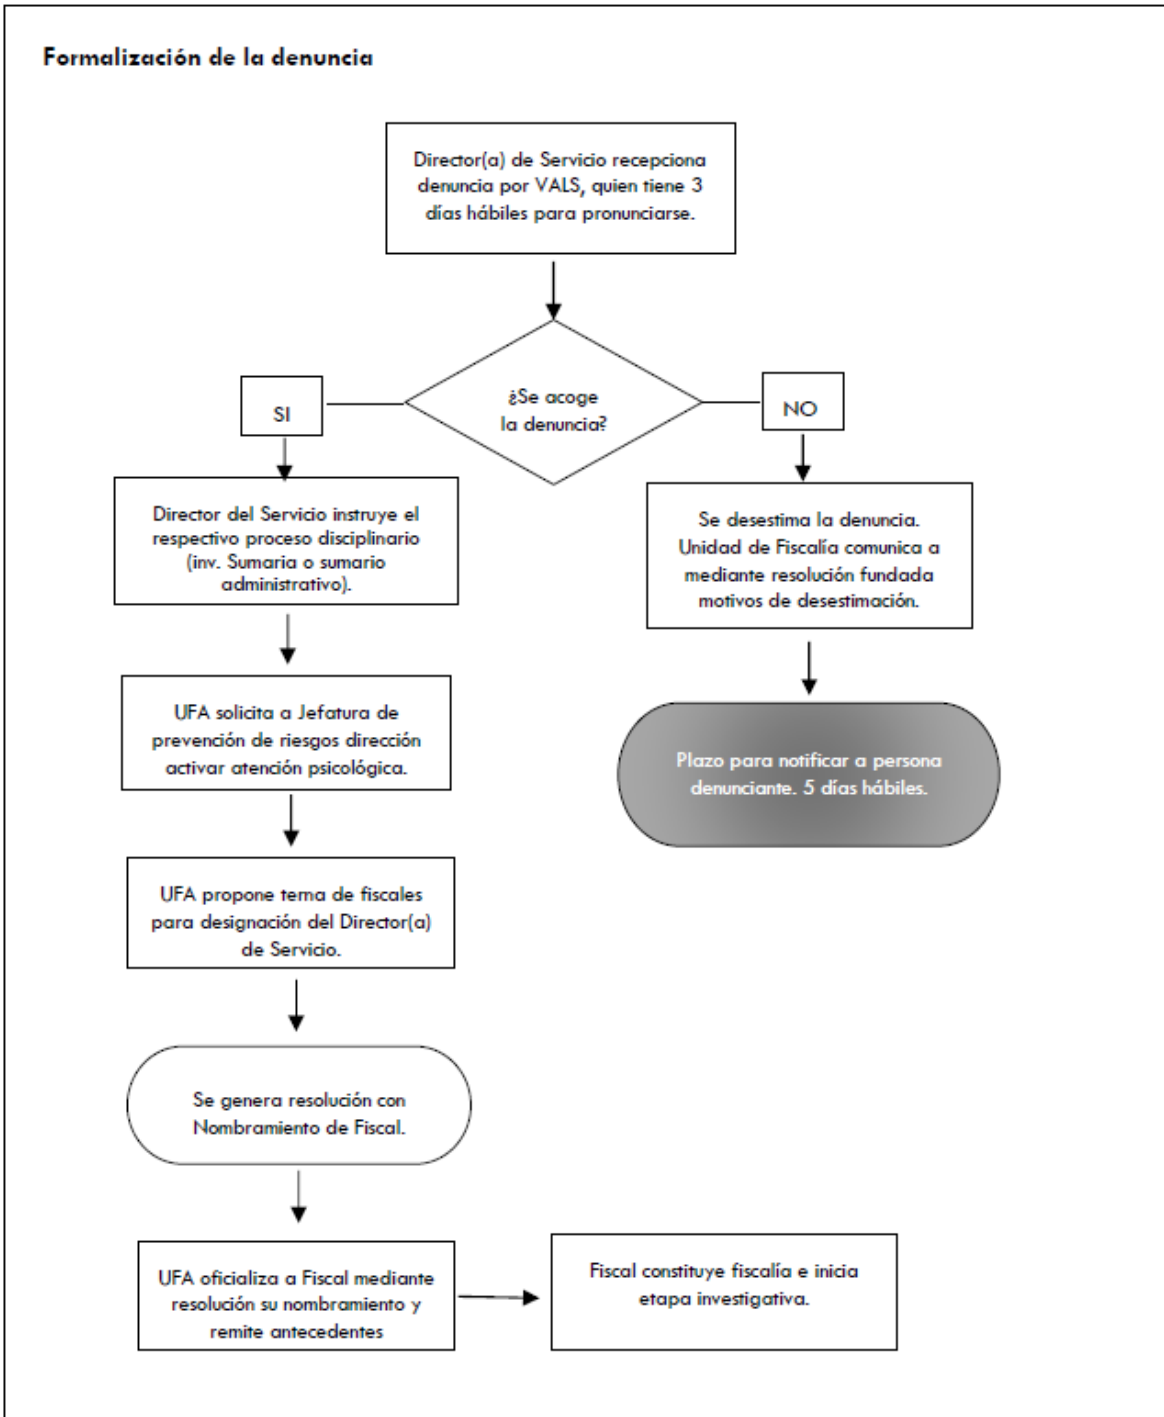 Formalización de la denuncia
Director(a) de Servicio recepciona
denuncia por VALS, quien tiene 3
días hábiles para pronunciarse.
¿Se acoge
la denuncia?
SI
NO
Director del Servicio instruye el
respectivo proceso disciplinario
(inv. Sumaria o sumario
administrativo).
Se desestima la denuncia.
Unidad de Fiscalía comunica a
mediante resolución fundada
motivos de desestimación.
UFA solicita a Jefatura de
prevención de riesgos dirección
activar atención psicológica.
Plazo para notificar a persona
denunciante. 5 días hábiles.
UFA propone terna de fiscales
para designación del Director(a)
de Servicio.
Se genera resolución con
Nombramiento de Fiscal.
UFA oficializa a Fiscal mediante
resolución su nombramiento y
remite antecedentes
Fiscal constituye fiscalía e inicia
etapa investigativa.